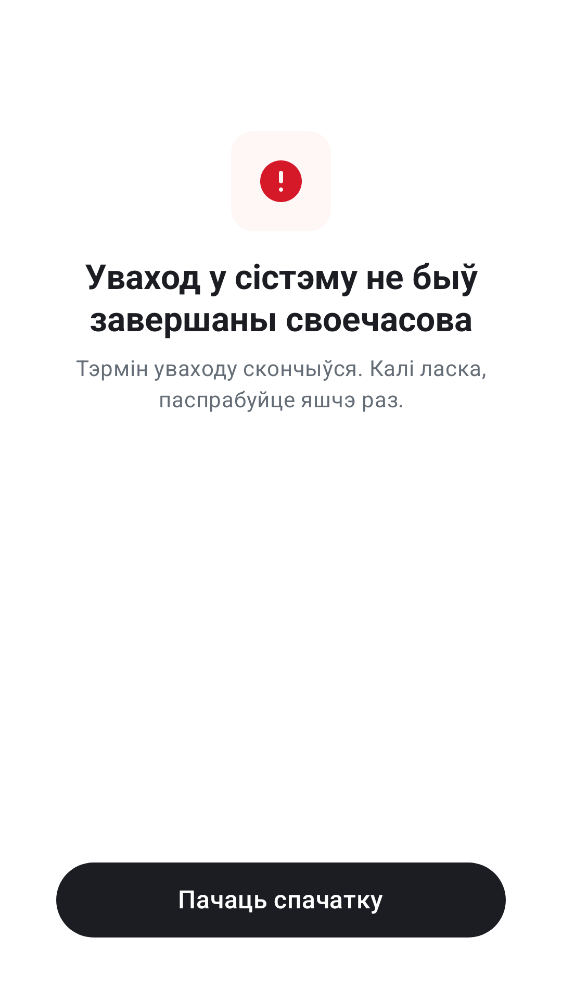 Уваход у сістэму не быў
завершаны своечасова
Тэрмін уваходу скончыўся. Калі ласка,
паспрабуйце яшчэ раз.
Пачаць спачатку